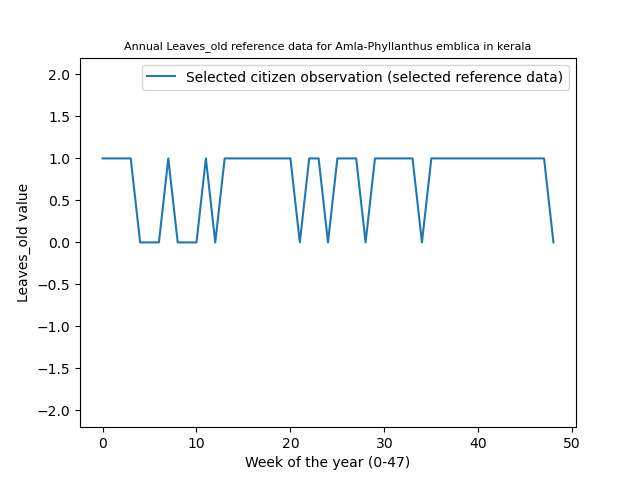 Annual Leaves_old reference data for Amla-Phyllanthus emblica in kerala
Selected citizen observation (selected reference data)
2.0
1.5
1.0
0.5
0.0
−0.5
−1.0
−1.5
−2.0
Leaves_old value
0 10 20 30 40 50
Week of the year (0-47)